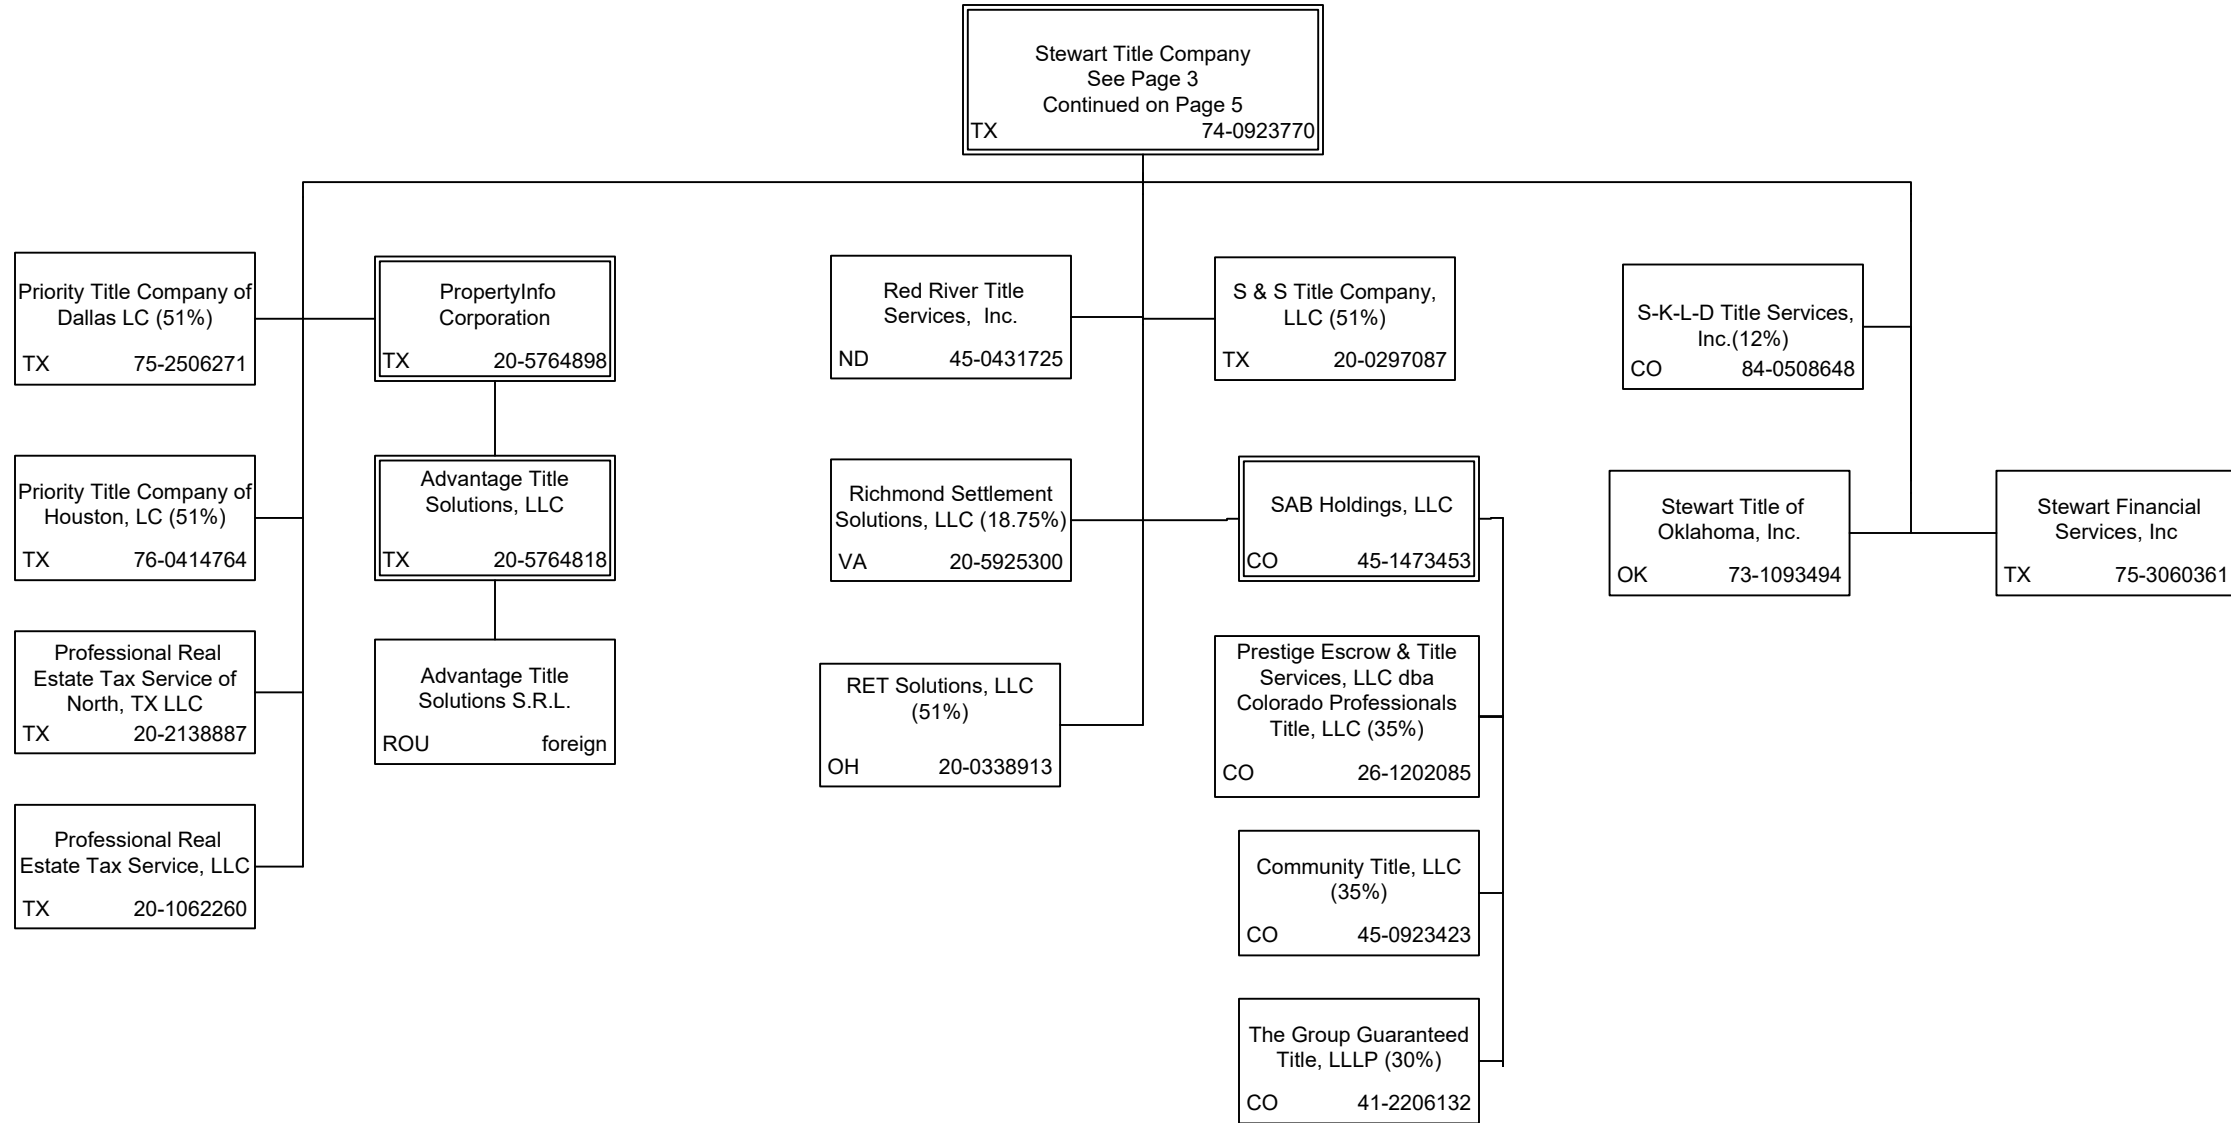 Stewart Title Company
See Page 3
Continued on Page 5
TX 74-0923770
Priority Title Company of
Dallas LC (51%)
TX 75-2506271
PropertyInfo
Corporation
TX 20-5764898
Red River Title
Services, Inc.
ND 45-0431725
S & S Title Company,
LLC (51%)
TX 20-0297087
S-K-L-D Title Services,
Inc.(12%)
CO 84-0508648
Priority Title Company of
Houston, LC (51%)
TX 76-0414764
Advantage Title
Solutions, LLC
TX 20-5764818
Richmond Settlement
Solutions, LLC (18.75%)
VA 20-5925300
SAB Holdings, LLC
CO 45-1473453
Stewart Title of
Oklahoma, Inc.
OK 73-1093494
Stewart Financial
Services, Inc
TX 75-3060361
Professional Real
Estate Tax Service of
North, TX LLC
TX 20-2138887
Advantage Title
Solutions S.R.L.
ROU foreign
RET Solutions, LLC
(51%)
OH 20-0338913
Prestige Escrow & Title
Services, LLC dba
Colorado Professionals
Title, LLC (35%)
CO 26-1202085
Professional Real
Estate Tax Service, LLC
TX 20-1062260
Community Title, LLC
(35%)
CO 45-0923423
The Group Guaranteed
Title, LLLP (30%)
CO 41-2206132